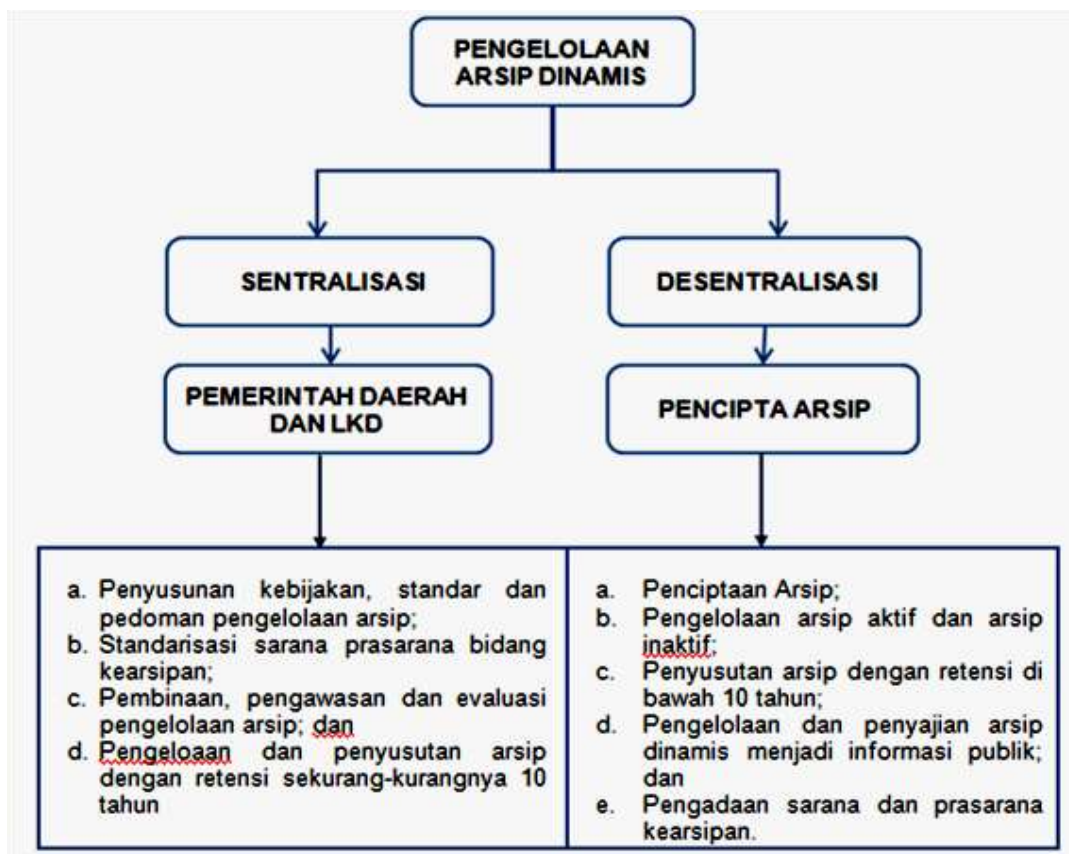 PENGELOLAAN
ARSIP DINAMIS
SENTRALISASI
DESENTRALISASI
PEMERINTAH DAERAH
DAN LKD
PENCIPTA ARSIP
a. Penyusunan kebijakan, standar dan
pedoman pengelolaan arsip;
b. Standarisasi sarana prasarana bidang
kearsipan;
c. Pembinaan, pengawasan dan evaluasi
pengelolaan arsip; dan
d. Pengeloaan dan penyusutan arsip
dengan retensi sekurang-kurangnya 10
tahun
a. Penciptaan Arsip;
b. Pengelolaan arsip aktif dan arsip
inaktif;
c. Penyusutan arsip dengan retensi di
bawah 10 tahun;
d. Pengelolaan dan penyajian arsip
dinamis menjadi informasi publik;
dan
e. Pengadaan sarana dan prasarana
kearsipan.